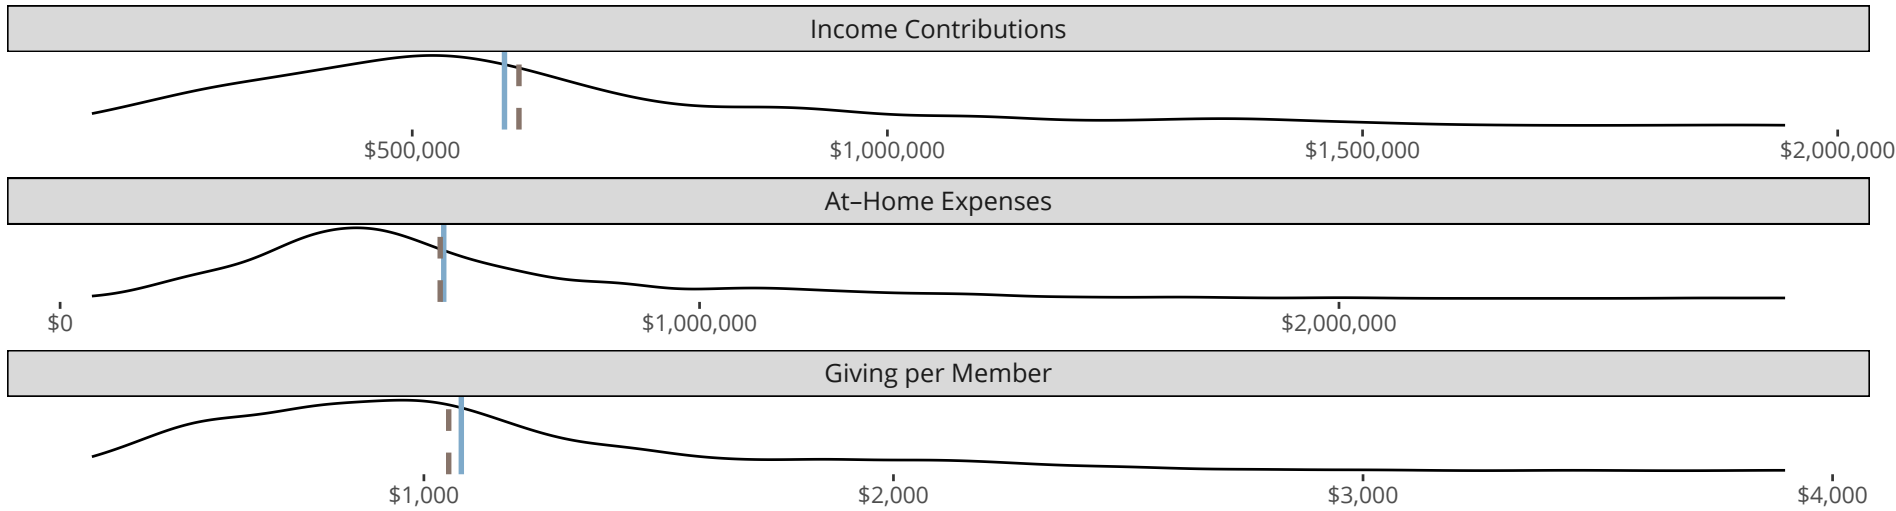 Income Contributions
$500,000 $1,000,000 $1,500,000 $2,000,000
At–Home Expenses
$0 $1,000,000 $2,000,000
Giving per Member
$1,000 $2,000 $3,000 $4,000